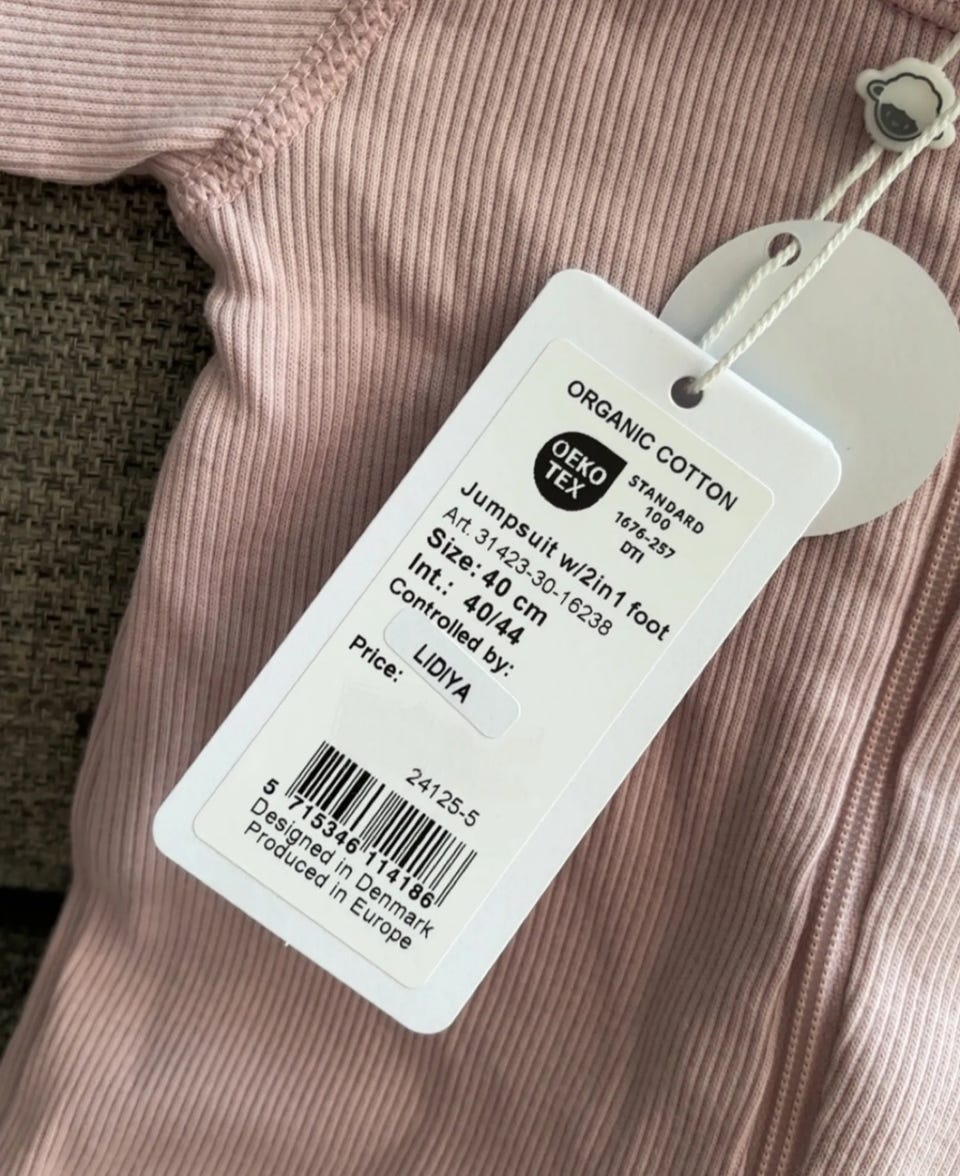 ORGANIC COTTON
OEKO
TEX
STANDARD
100
1676-257
DTI
Jumpsuit w/2in1 foot
Art. 31423-30-16238
Size: 40 cm
Int.: 40/44
Controlled by:
LIDIYA
Price:
24125-5
5 715346 114186
Designed in Denmark
Produced in Europe